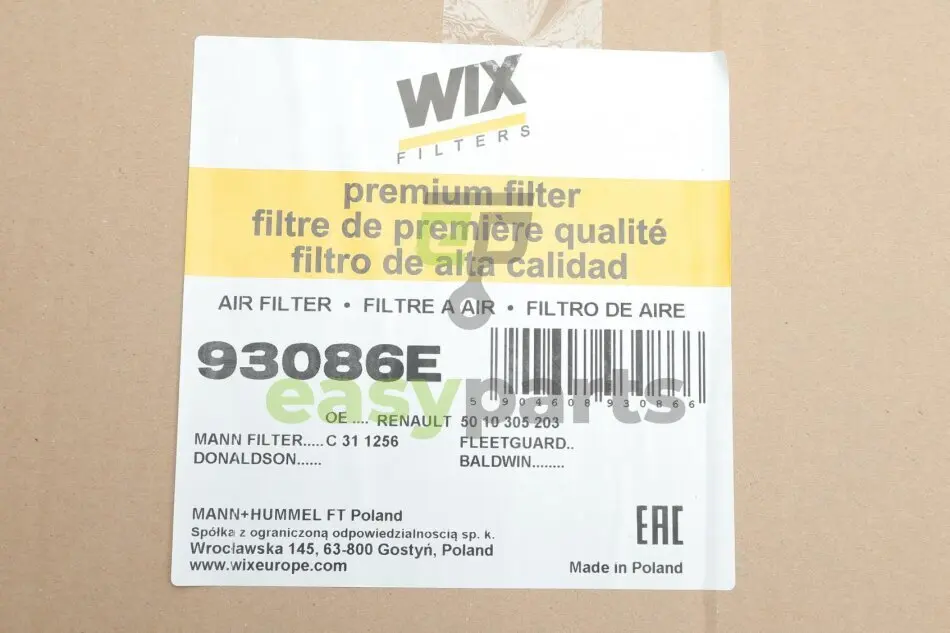 WIX
FILTERS
premium filter
filtre de première qualité
filtro de alta calidad
AIR FILTER • FILTRE A AIR • FILTRO DE AIRE
93086E
5 904608 930866
easyparts
OE .... RENAULT 50 10 305 203
MANN FILTER.....C 31 1256 FLEETGUARD..
DONALDSON...... BALDWIN........
MANN+HUMMEL FT Poland
Spółka z ograniczoną odpowiedzialnością sp. k.
Wrocławska 145, 63-800 Gostyń, Poland
www.wixeurope.com
EAC
Made in Poland